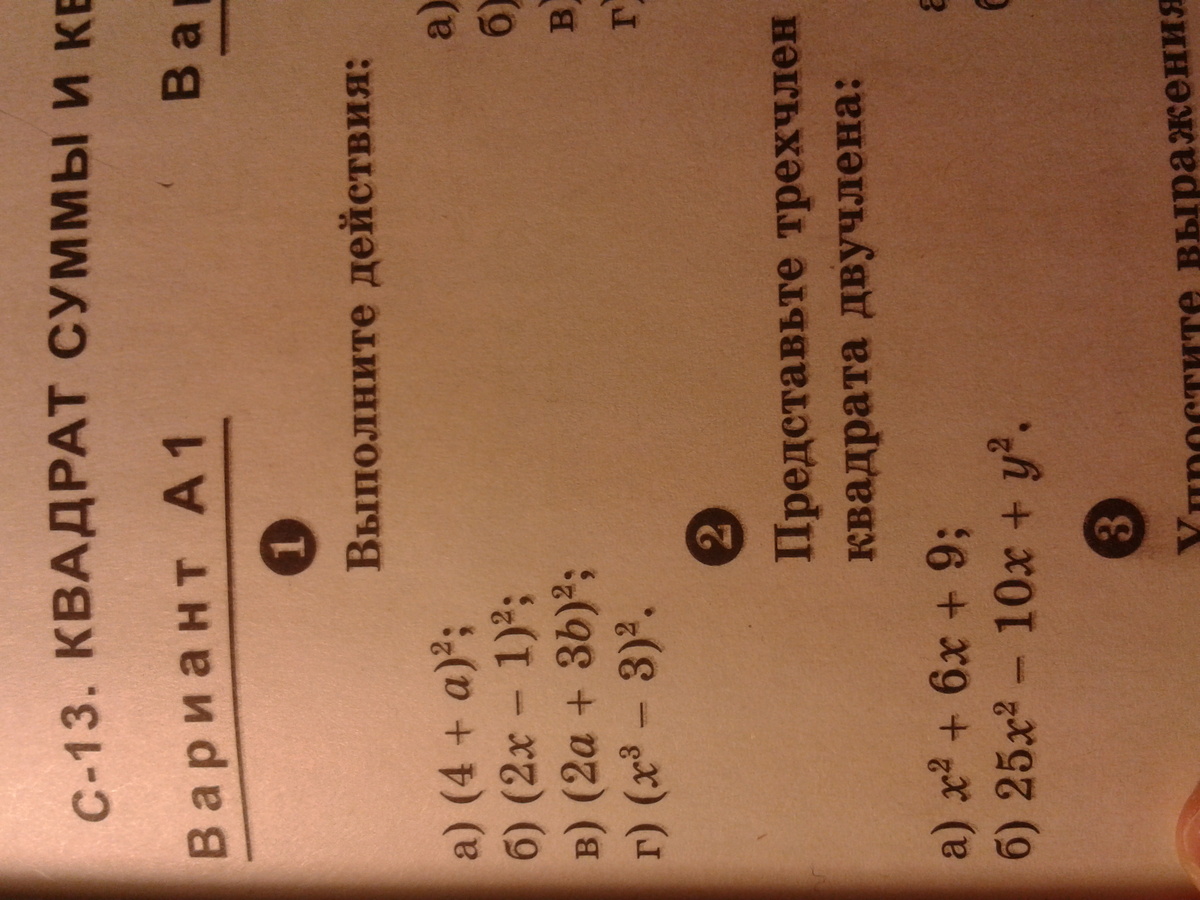 С-13. КВАДРАТ СУММЫ И КВ
Вариант А1
Ва
1
Выполните действия:
а) (4 + a)²;
б) (2x − 1)²;
в) (2a + 3b)²;
г) (x³ − 3)².
а)
б)
в)
г)
2
Представьте трехчлен
квадрата двучлена:
а) x² + 6x + 9;
б) 25x² − 10x + y².
3
Упростите выражения